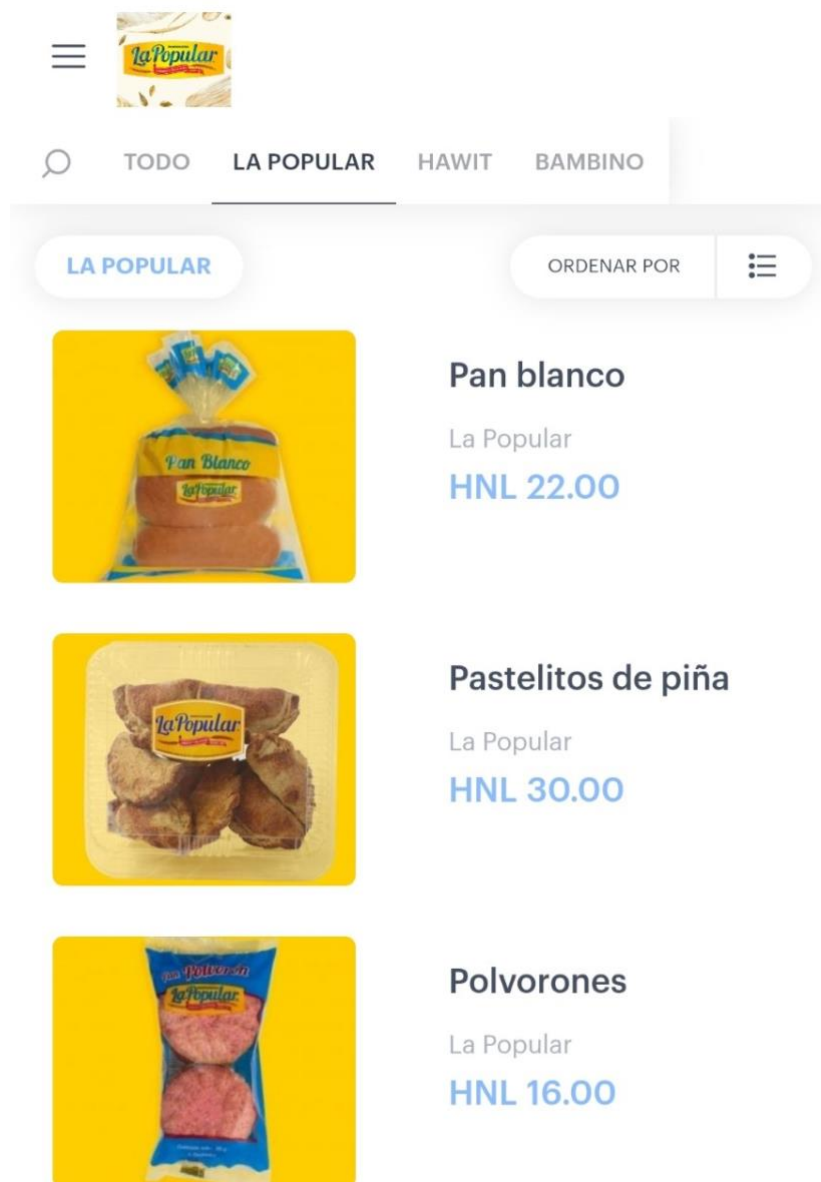 La Popular
TODO
LA POPULAR
HAWIT
BAMBINO
LA POPULAR
ORDENAR POR
Pan Blanco
La Popular
Pan blanco
La Popular
HNL 22.00
La Popular
Pastelitos de piña
La Popular
HNL 30.00
Pan Polvorón
La Popular
Polvorones
La Popular
HNL 16.00